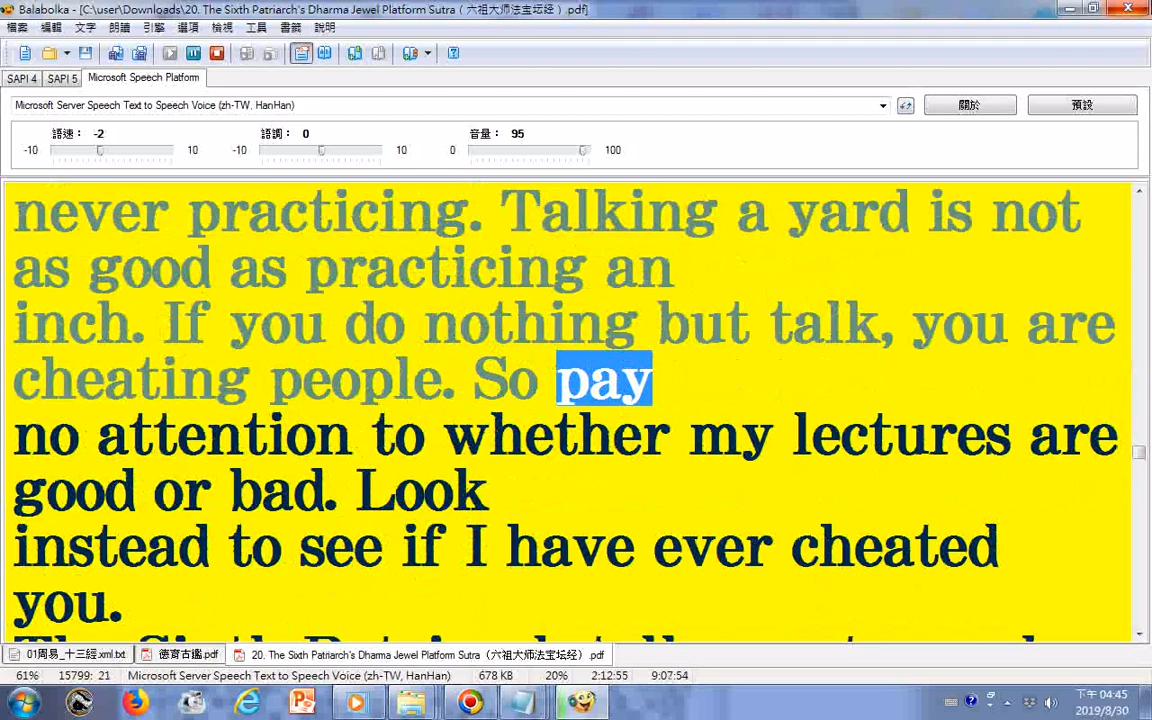 Balabolka - [C:\user\Downloads\20. The Sixth Patriarch's Dharma Jewel Platform Sutra（六祖大师法宝坛经）.pdf]
檔案 編輯 文字 朗讀 引擎 選項 檢視 工具 書籤 說明
SAPI 4 SAPI 5 Microsoft Speech Platform
Microsoft Server Speech Text to Speech Voice (zh-TW, HanHan) 關於 預設
語速： -2 語調： 0 音量： 95
-10 10 -10 10 0 100
never practicing. Talking a yard is not
as good as practicing an
inch. If you do nothing but talk, you are
cheating people. So pay
no attention to whether my lectures are
good or bad. Look
instead to see if I have ever cheated
you.
01周易_十三經.xml.txt 德育古鑑.pdf 20. The Sixth Patriarch's Dharma Jewel Platform Sutra（六祖大师法宝坛经）.pdf
61% 15799: 21 Microsoft Server Speech Text to Speech Voice (zh-TW, HanHan) 678 KB 20% 2:12:55 9:07:54
下午 04:45
2019/8/30